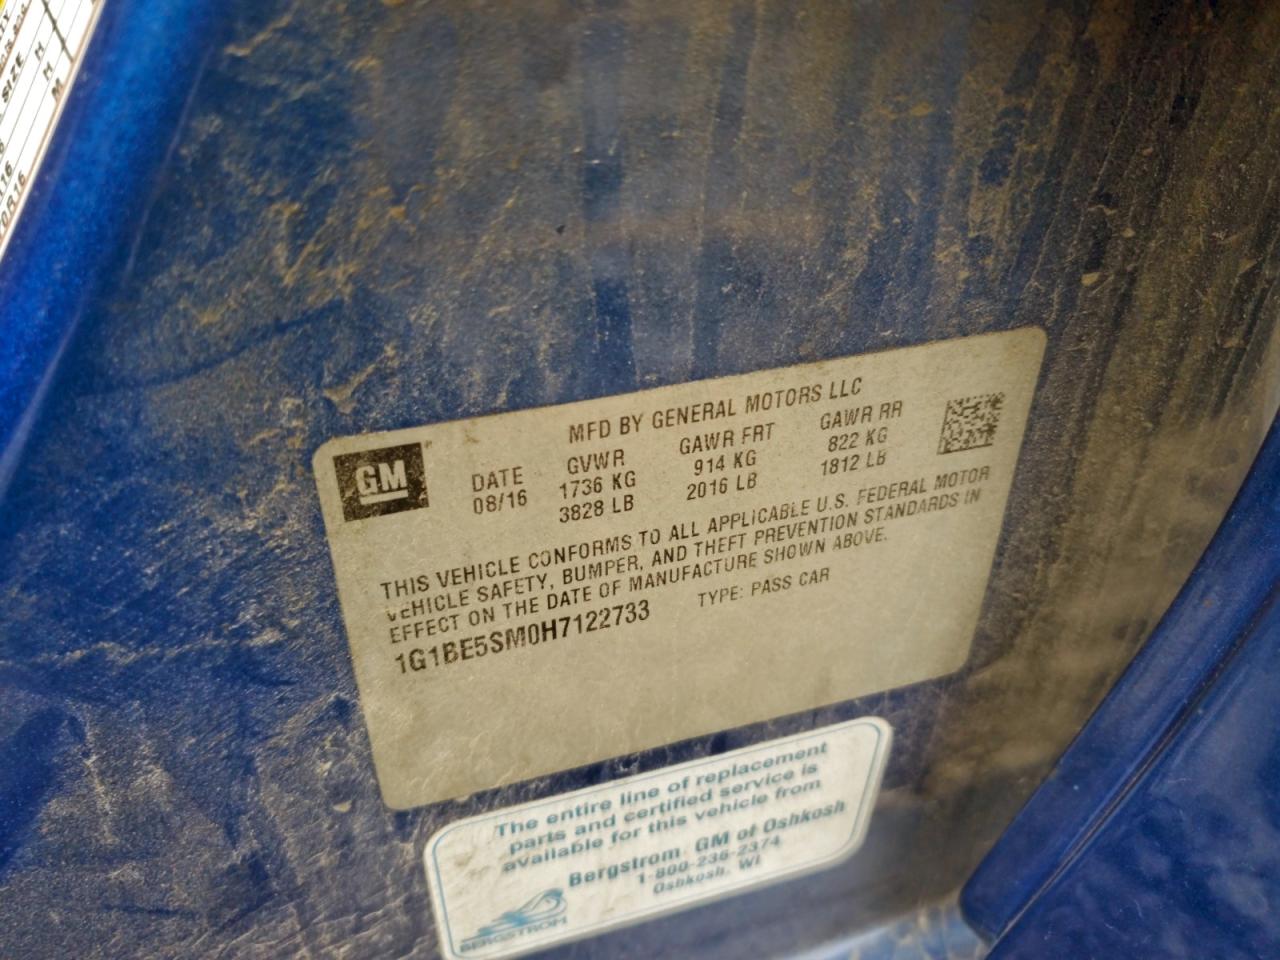 SIZE
MFD BY GENERAL MOTORS LLC
GM
DATE GVWR GAWR FRT GAWR RR
08/16 1736 KG 914 KG 822 KG
3828 LB 2016 LB 1812 LB
THIS VEHICLE CONFORMS TO ALL APPLICABLE U.S. FEDERAL MOTOR
VEHICLE SAFETY, BUMPER, AND THEFT PREVENTION STANDARDS IN
EFFECT ON THE DATE OF MANUFACTURE SHOWN ABOVE.
1G1BE5SM0H7122733 TYPE: PASS CAR
The entire line of replacement
parts and certified service is
available for this vehicle from
Bergstrom GM of Oshkosh
1-800-236-2374
Oshkosh, WI
BERGSTROM